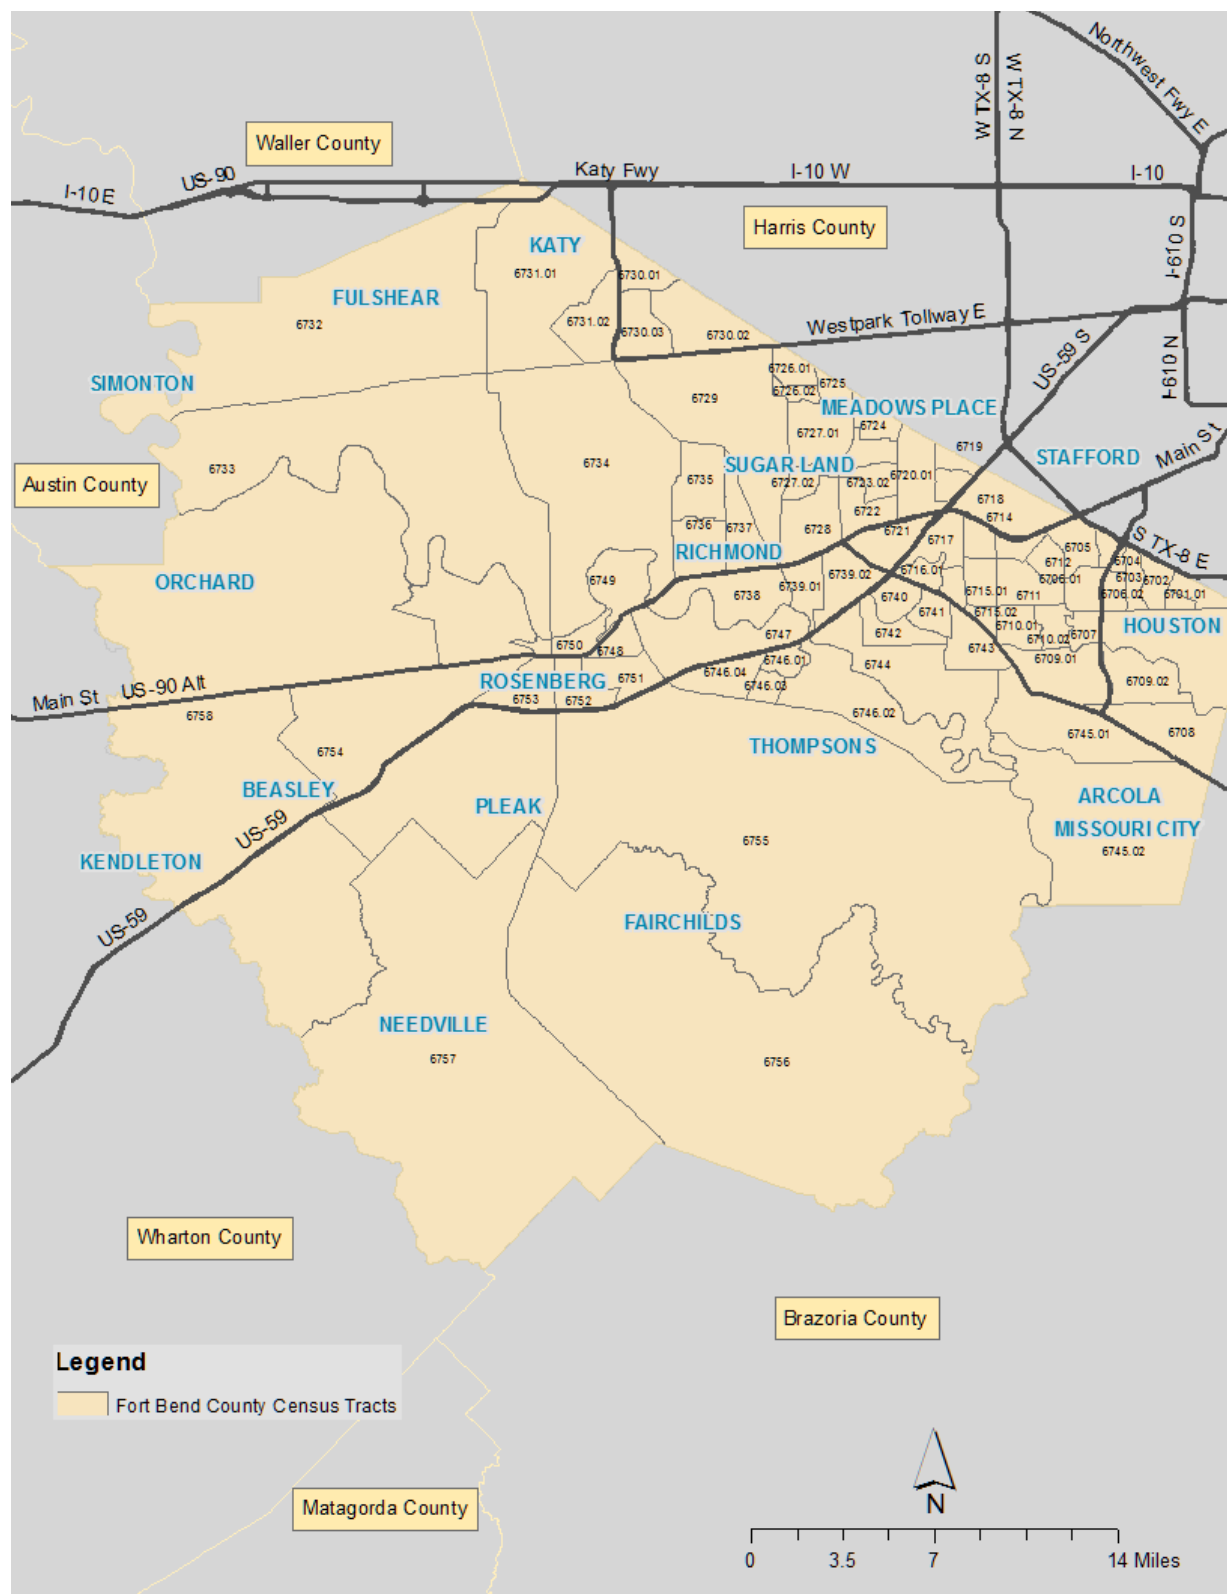 Northwest Fwy E
S
W TX-8
W TX-8 N
Waller County
I-10 E
US-90
Katy Fwy
I-10 W
I-10
Harris County
I-610 S
KATY
6731.01
6730.01
FULSHEAR
6732
6731.02
6730.03
6730.02
Westpark Tollway E
US-59 S
I-610 N
SIMONTON
6726.01
6725
6726.02
6729
MEADOWS PLACE
6724
6727.01
6719
Main St
STAFFORD
Austin County
6733
6734
6735
SUGAR LAND
6727.02
6723.02
6720.01
6718
6722
6714
6736
6737
6728
6721
6717
S TX-8 E
RICHMOND
6705
6712
6704
ORCHARD
6749
6739.01
6739.02
6716.01
6703
6702
6738
6740
6715.01
6711
6706.02
6741
6715.02
6710.01
HOUSTON
6747
6742
6710.02
6707
6750
6748
6743
6709.01
6746.01
6744
Main St
US-90 Alt
ROSENBERG
6751
6746.04
6746.03
6709.02
6753
6752
6758
6746.02
6754
THOMPSONS
6745.01
6708
BEASLEY
PLEAK
ARCOLA
US-59
MISSOURI CITY
6755
6745.02
KENDLETON
US-59
FAIRCHILDS
NEEDVILLE
6757
6756
Wharton County
Brazoria County
Legend
Fort Bend County Census Tracts
Matagorda County
N
0 3.5 7 14 Miles